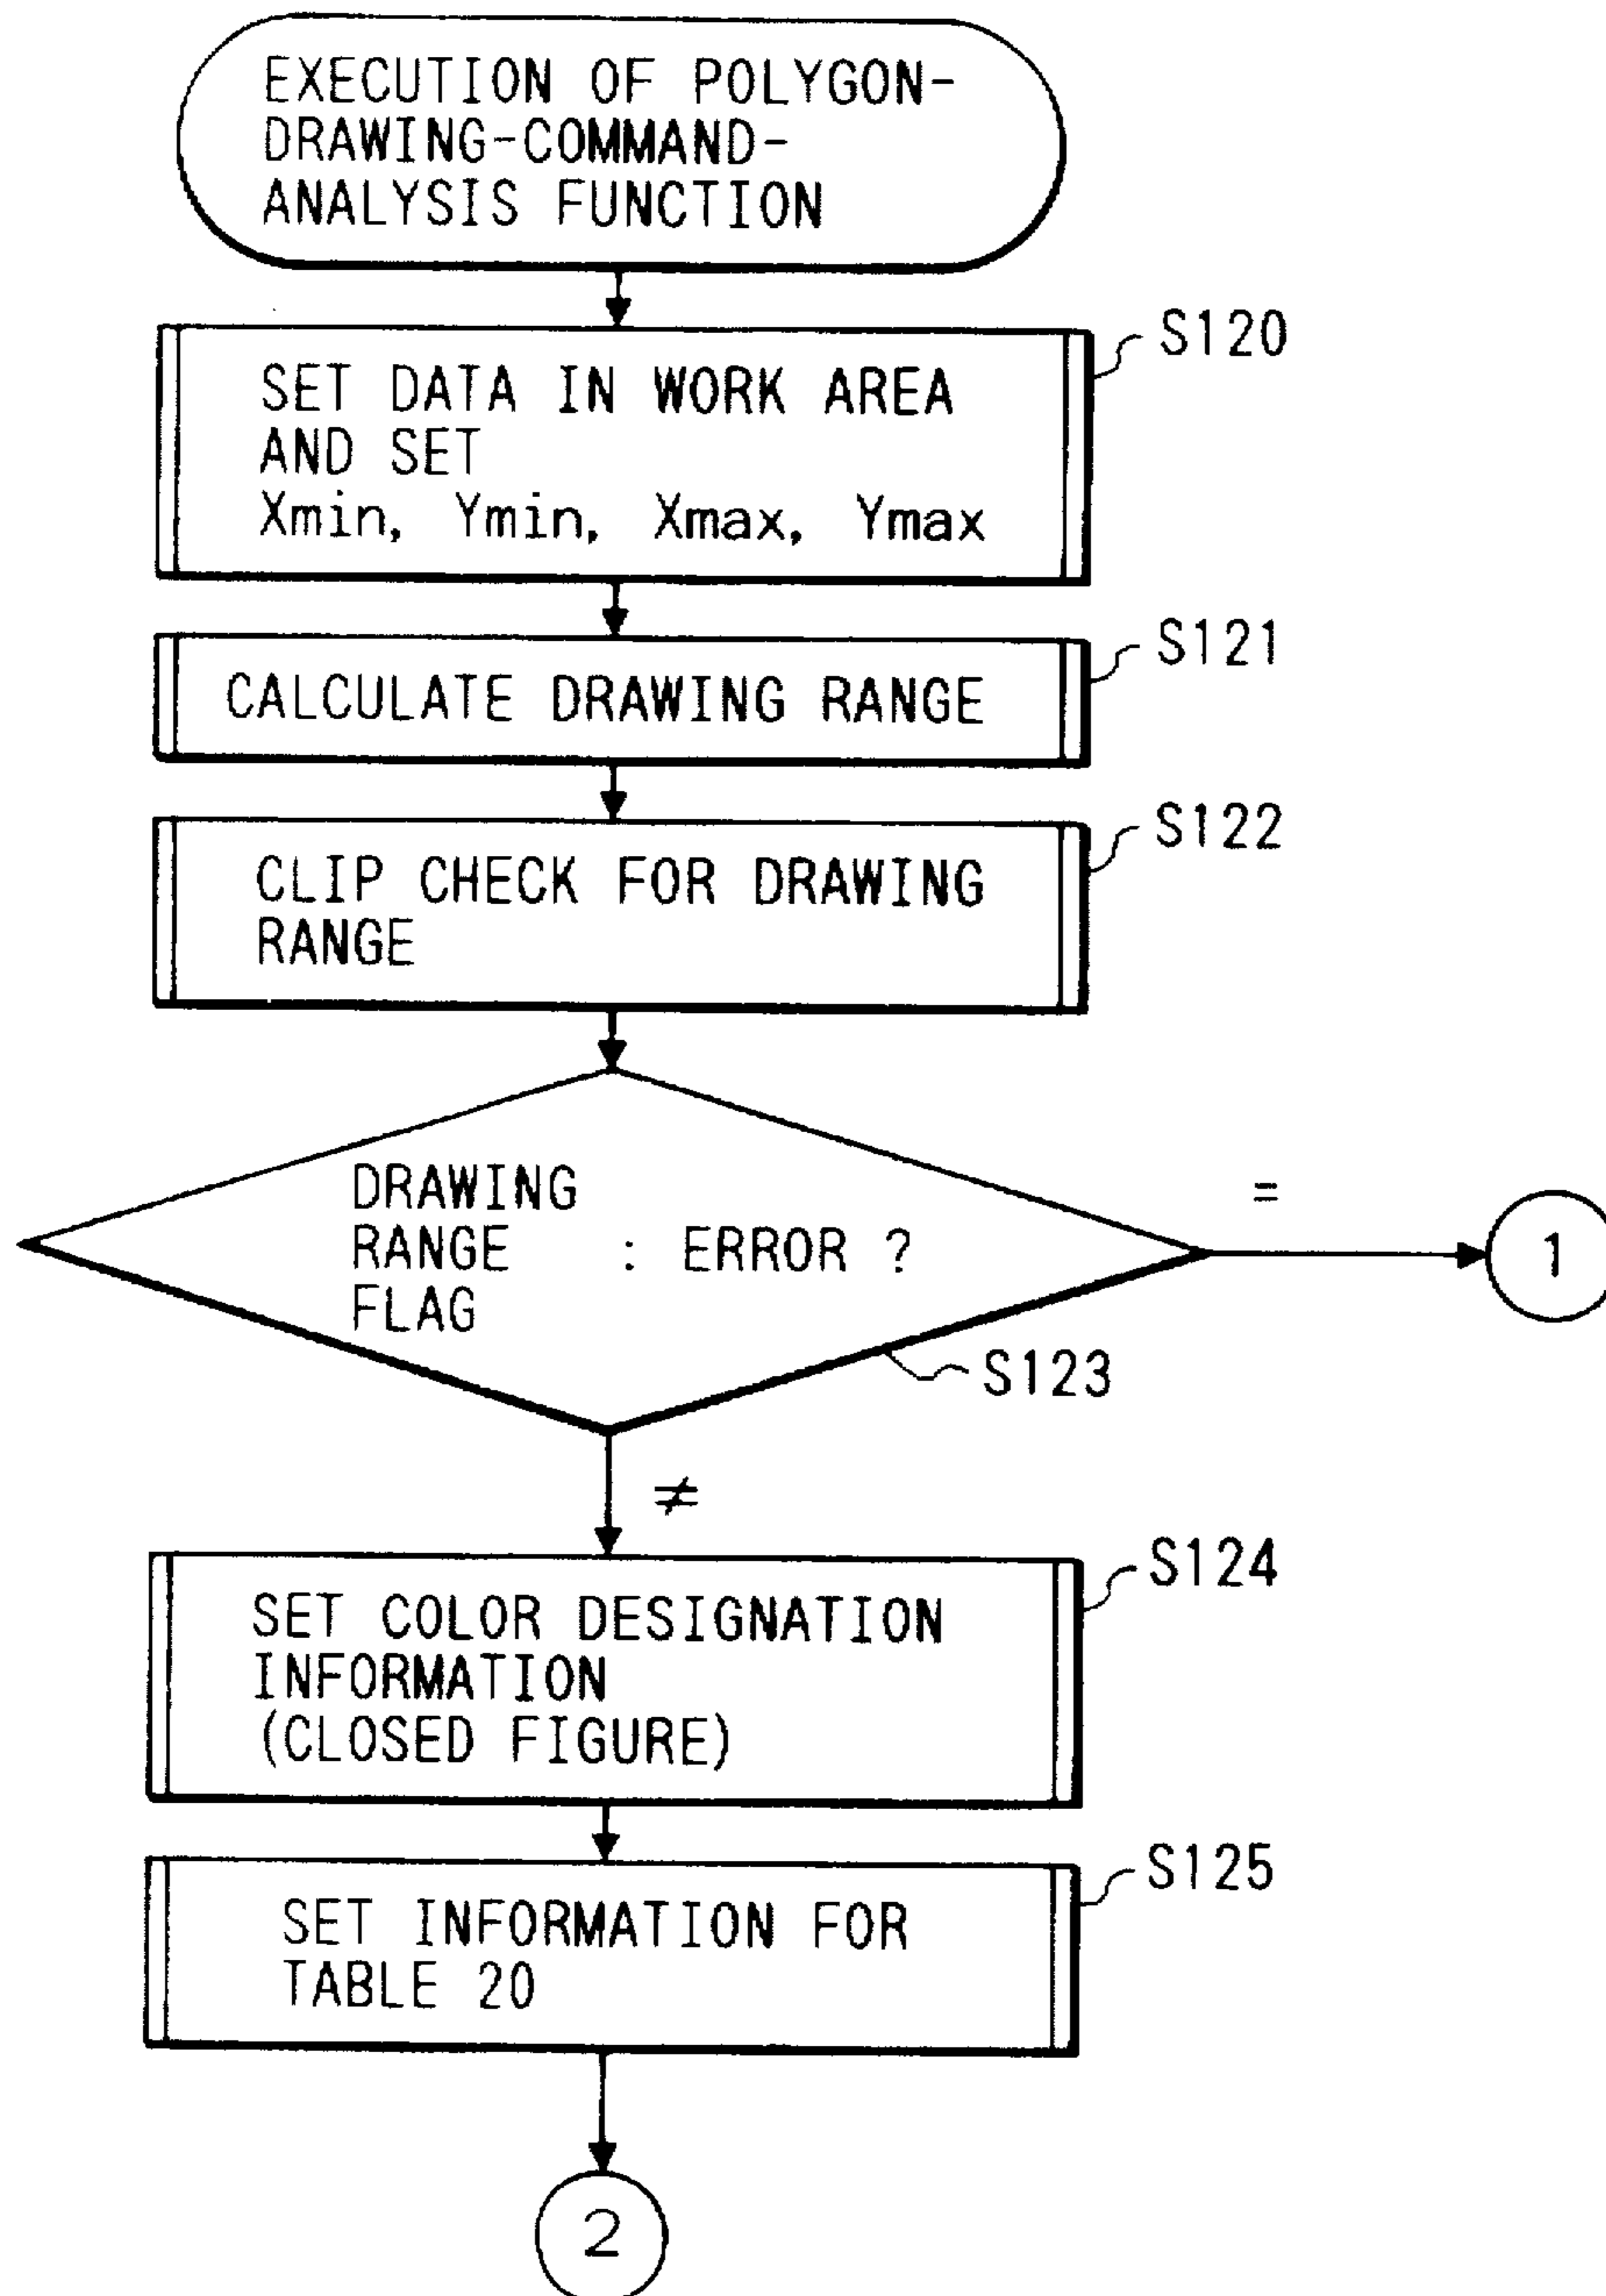 EXECUTION OF POLYGON-
DRAWING-COMMAND-
ANALYSIS FUNCTION
S120
SET DATA IN WORK AREA
AND SET
Xmin, Ymin, Xmax, Ymax
S121
CALCULATE DRAWING RANGE
S122
CLIP CHECK FOR DRAWING
RANGE
DRAWING
RANGE : ERROR ?
FLAG
=
1
S123
≠
S124
SET COLOR DESIGNATION
INFORMATION
(CLOSED FIGURE)
S125
SET INFORMATION FOR
TABLE 20
2